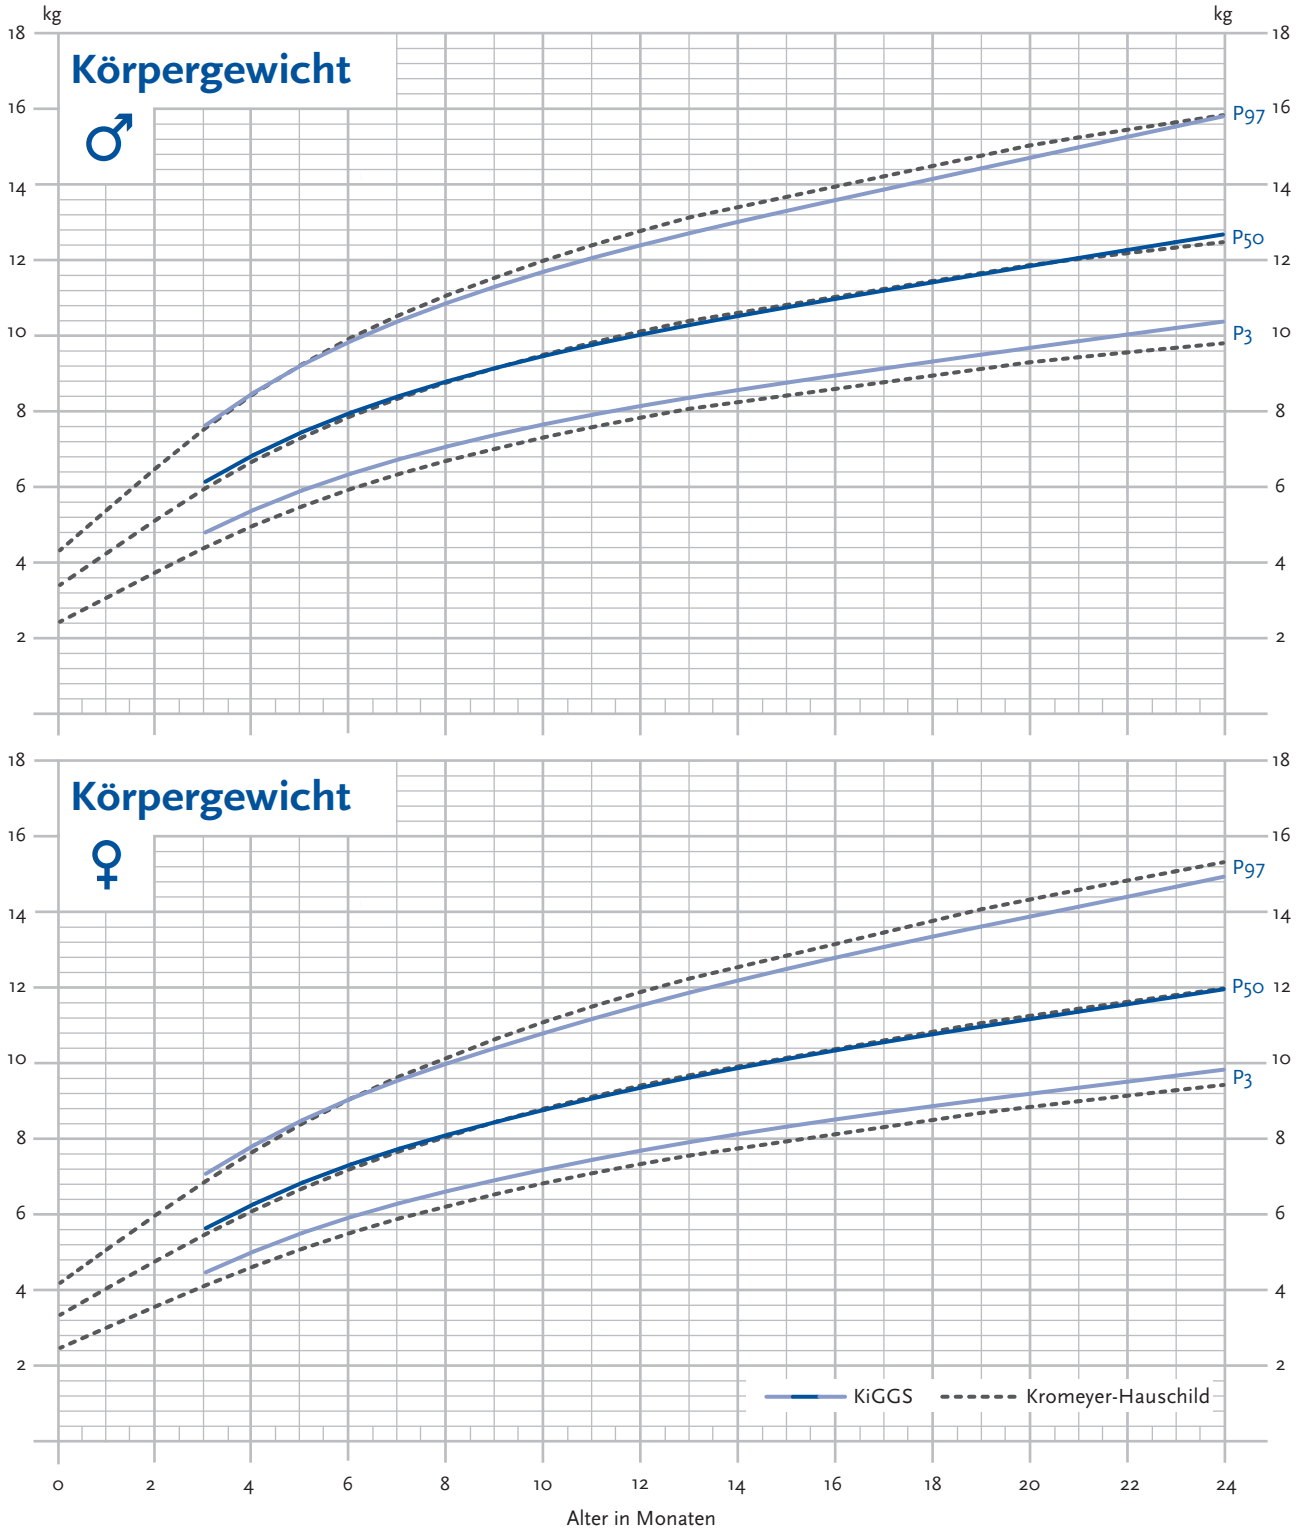 kg kg
18 18
Körpergewicht
16 16
P97
14 14
P50
12 12
10 10
P3
8 8
6 6
4 4
2 2
18 18
Körpergewicht
16 16
P97
14 14
12 P50 12
10 10
P3
8 8
6 6
4 4
2 2
KiGGS Kromeyer-Hauschild
0 2 4 6 8 10 12 14 16 18 20 22 24
Alter in Monaten